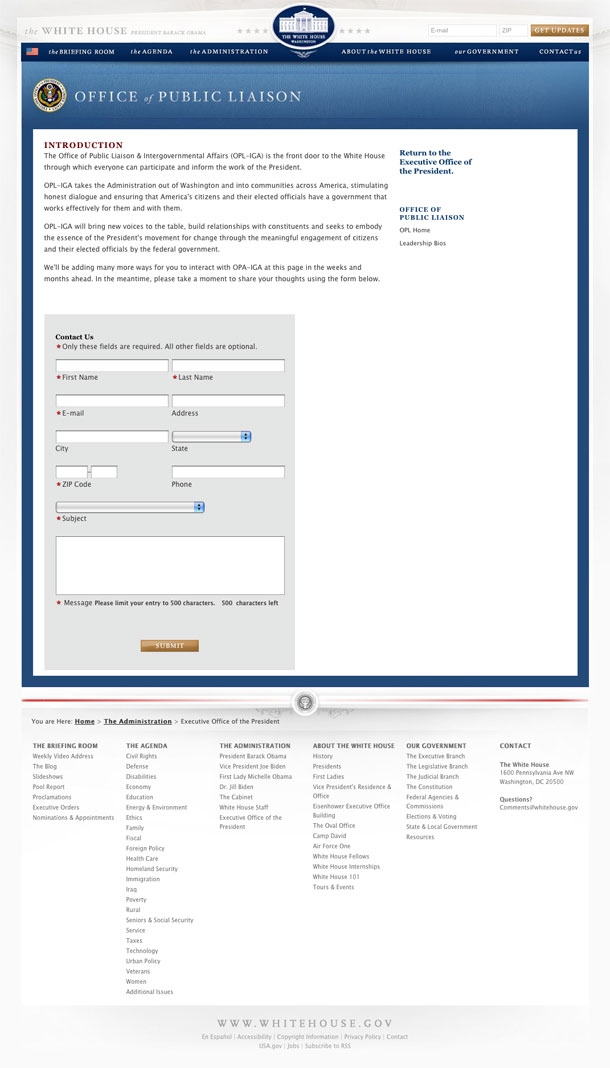 the WHITE HOUSE PRESIDENT BARACK OBAMA
THE WHITE HOUSE
WASHINGTON
E-mail
ZIP
GET UPDATES
the BRIEFING ROOM
the AGENDA
the ADMINISTRATION
ABOUT the WHITE HOUSE
our GOVERNMENT
CONTACT us
OFFICE of PUBLIC LIAISON
INTRODUCTION
The Office of Public Liaison & Intergovernmental Affairs (OPL-IGA) is the front door to the White House
through which everyone can participate and inform the work of the President.
OPL-IGA takes the Administration out of Washington and into communities across America, stimulating
honest dialogue and ensuring that America's citizens and their elected officials have a government that
works effectively for them and with them.
OPL-IGA will bring new voices to the table, build relationships with constituents and seeks to embody
the essence of the President's movement for change through the meaningful engagement of citizens
and their elected officials by the federal government.
We'll be adding many more ways for you to interact with OPA-IGA at this page in the weeks and
months ahead. In the meantime, please take a moment to share your thoughts using the form below.
Return to the
Executive Office of
the President.
OFFICE OF
PUBLIC LIAISON
OPL Home
Leadership Bios
Contact Us
★ Only these fields are required. All other fields are optional.
★ First Name
★ Last Name
★ E-mail
Address
City
State
-
★ ZIP Code
Phone
★ Subject
★ Message Please limit your entry to 500 characters. 500 characters left
SUBMIT
You are Here: Home > The Administration > Executive Office of the President
THE BRIEFING ROOM
Weekly Video Address
The Blog
Slideshows
Pool Report
Proclamations
Executive Orders
Nominations & Appointments
THE AGENDA
Civil Rights
Defense
Disabilities
Economy
Education
Energy & Environment
Ethics
Family
Fiscal
Foreign Policy
Health Care
Homeland Security
Immigration
Iraq
Poverty
Rural
Seniors & Social Security
Service
Taxes
Technology
Urban Policy
Veterans
Women
Additional Issues
THE ADMINISTRATION
President Barack Obama
Vice President Joe Biden
First Lady Michelle Obama
Dr. Jill Biden
The Cabinet
White House Staff
Executive Office of the
President
ABOUT THE WHITE HOUSE
History
Presidents
First Ladies
Vice President's Residence &
Office
Eisenhower Executive Office
Building
The Oval Office
Camp David
Air Force One
White House Fellows
White House Internships
White House 101
Tours & Events
OUR GOVERNMENT
The Executive Branch
The Legislative Branch
The Judicial Branch
The Constitution
Federal Agencies &
Commissions
Elections & Voting
State & Local Government
Resources
CONTACT
The White House
1600 Pennsylvania Ave NW
Washington, DC 20500
Questions?
Comments@whitehouse.gov
WWW.WHITEHOUSE.GOV
En Español | Accessibility | Copyright Information | Privacy Policy | Contact
USA.gov | Jobs | Subscribe to RSS